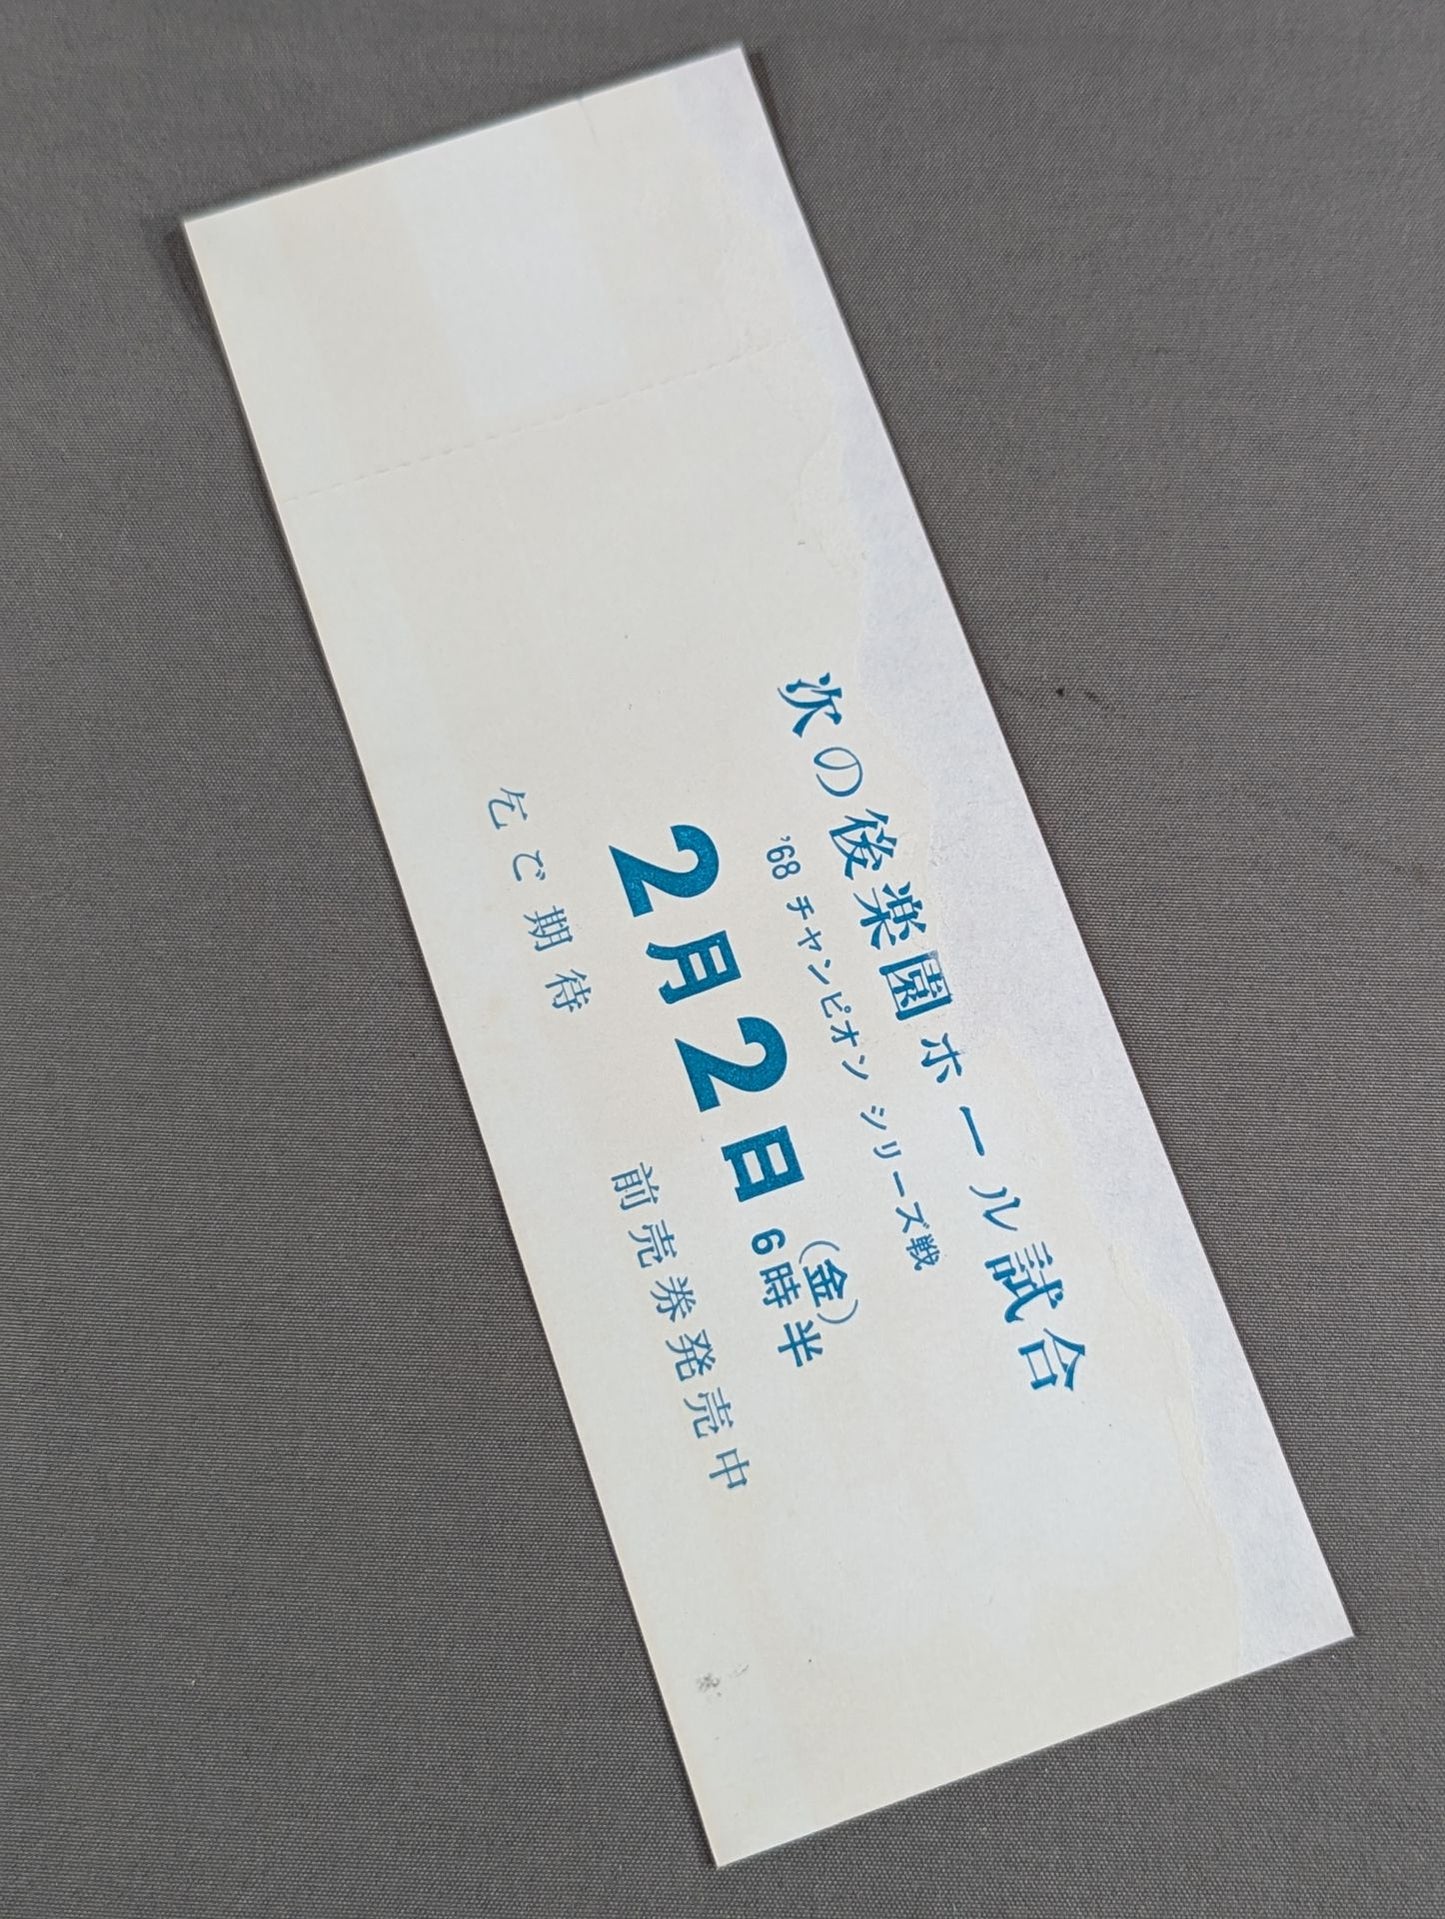 次の後楽園ホール試合
’68 チャンピオン シリーズ戦
2月2日(金)6時半
乞ご期待 前売券発売中